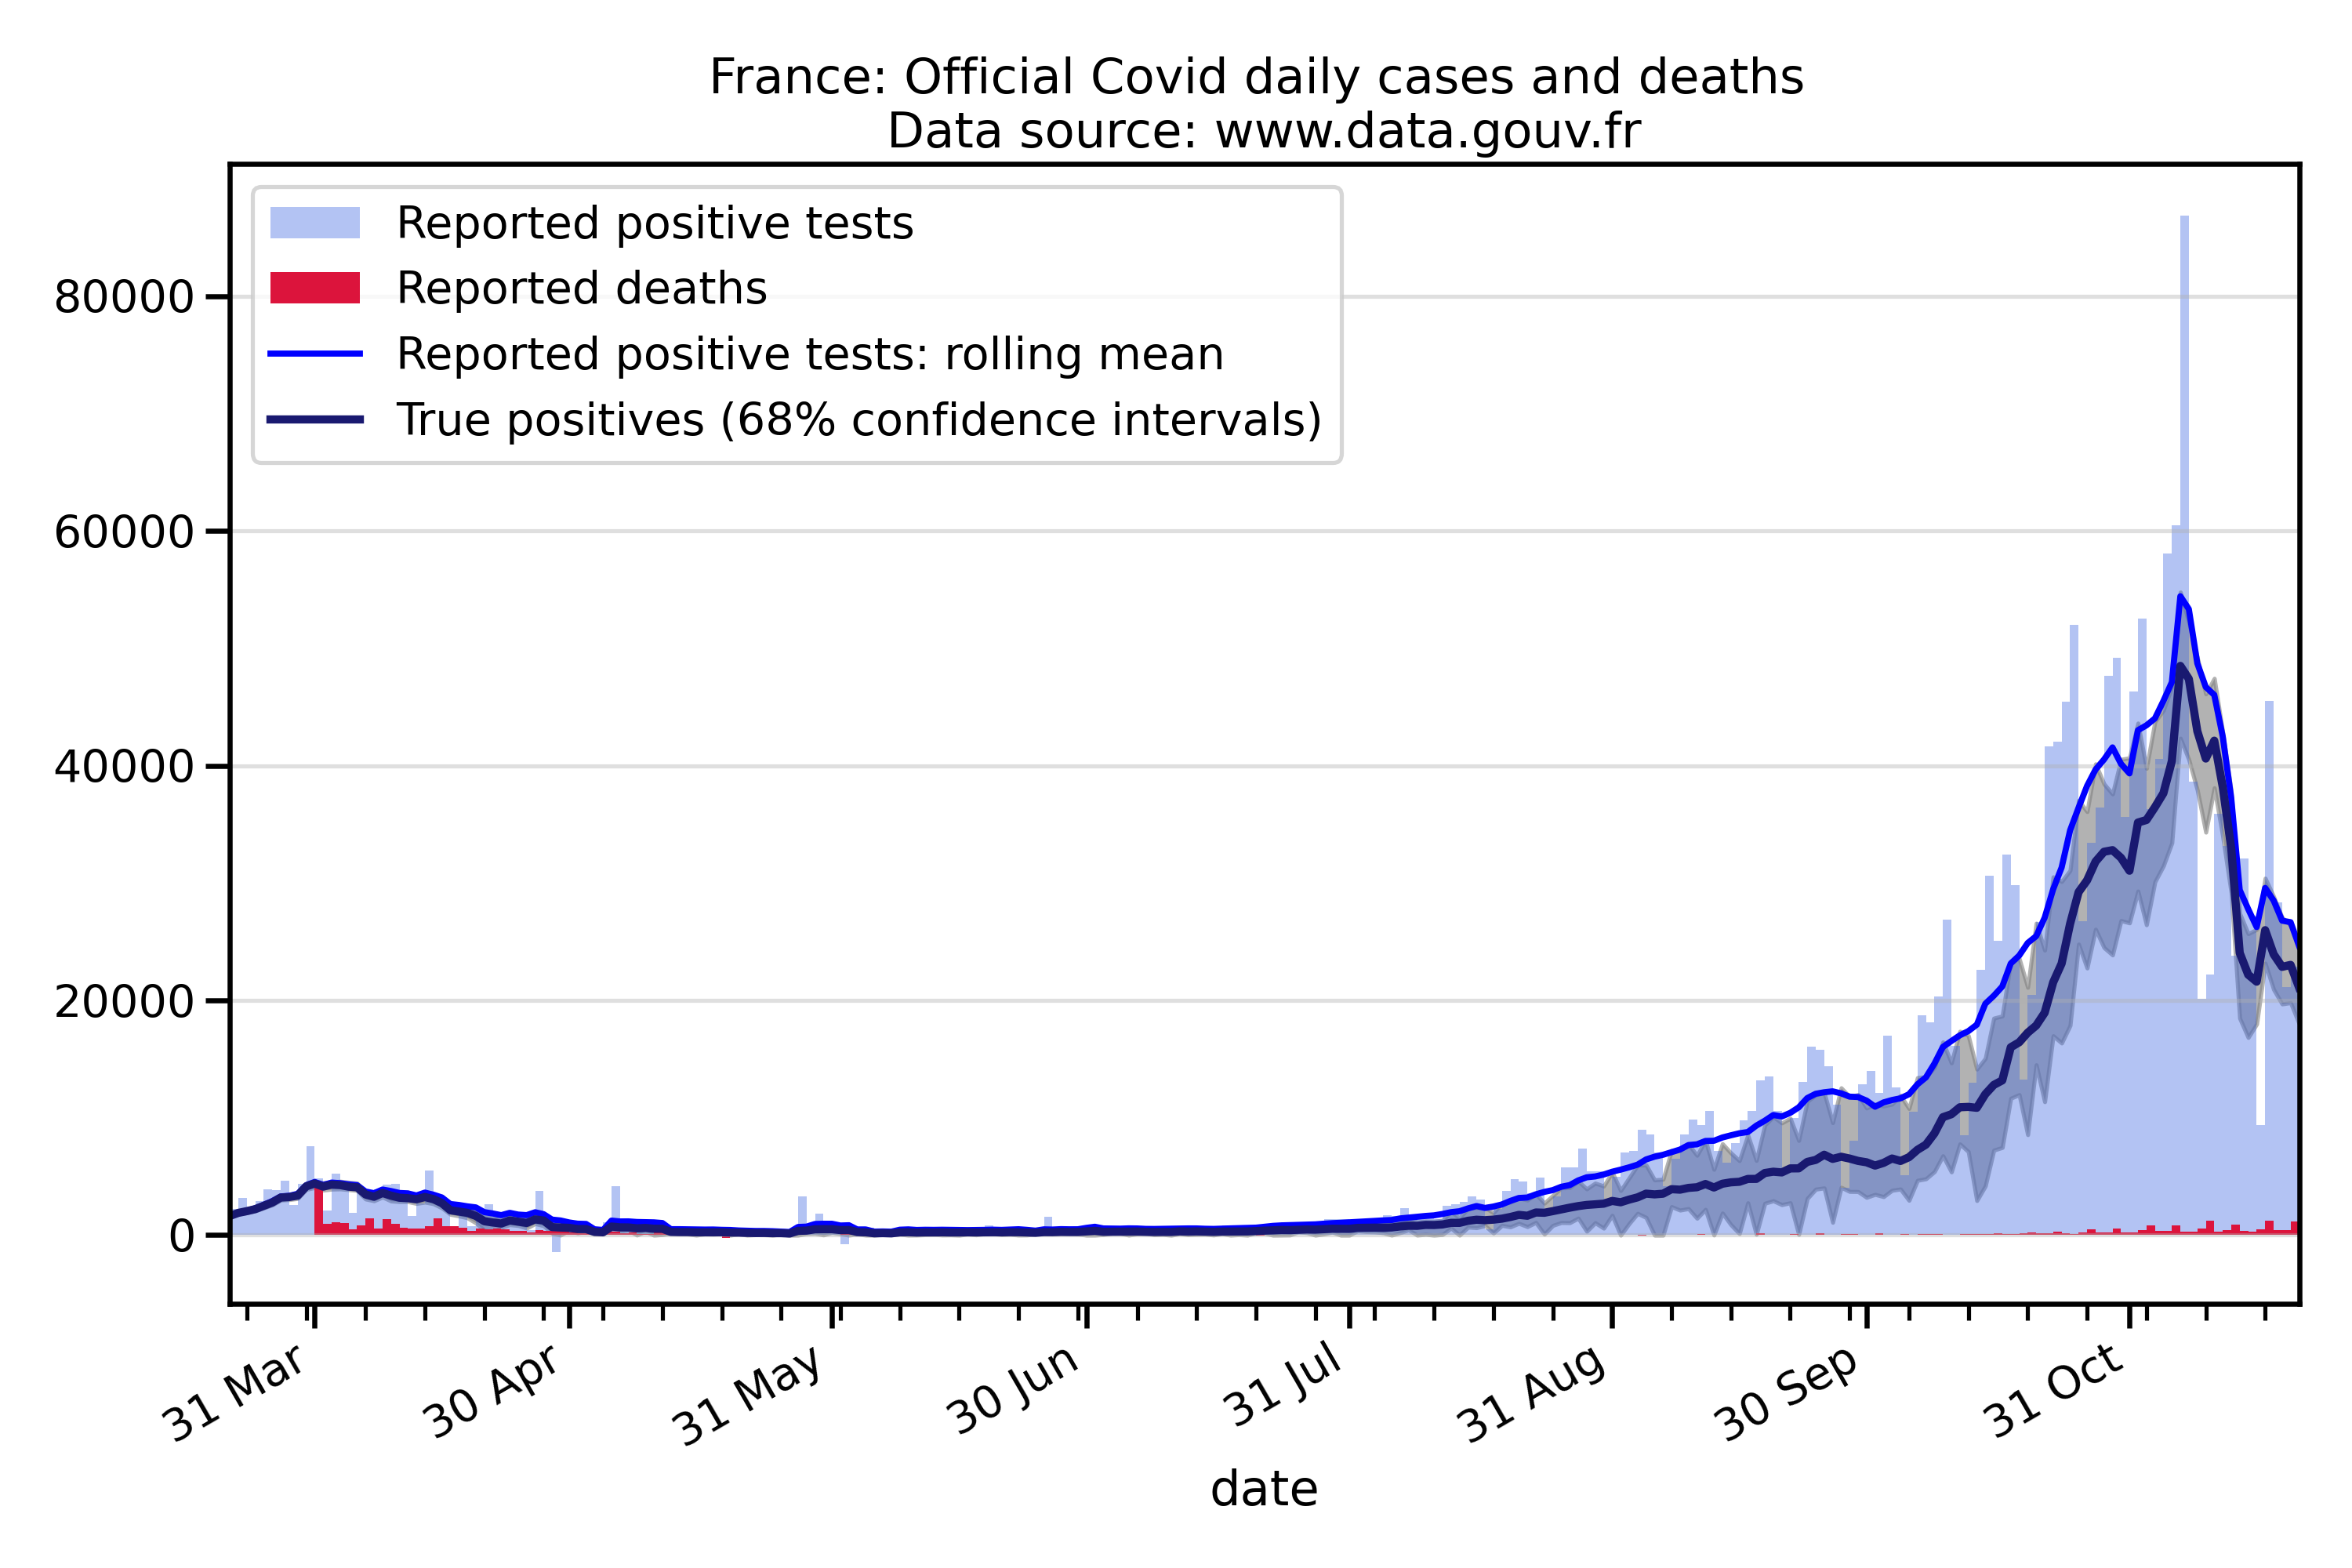 France: Official Covid daily cases and deaths
Data source: www.data.gouv.fr
Reported positive tests
Reported deaths
Reported positive tests: rolling mean
True positives (68% confidence intervals)
80000
60000
40000
20000
0
31 Mar
30 Apr
31 May
30 Jun
31 Jul
31 Aug
30 Sep
31 Oct
date